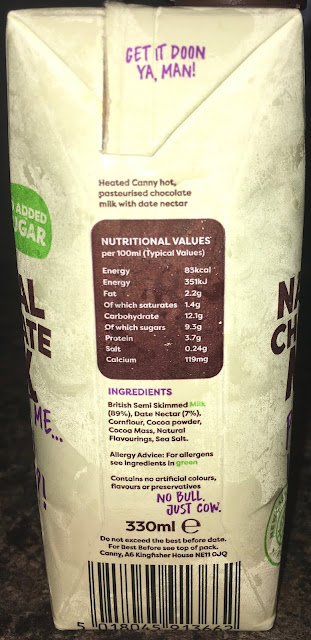 GET IT DOON
YA, MAN!
Heated Canny hot,
pasteurised chocolate
milk with date nectar
ADDED
SUGAR
NUTRITIONAL VALUES
per 100ml (Typical Values)
Energy 83kcal
Energy 351kJ
Fat 2.2g
Of which saturates 1.4g
Carbohydrate 12.1g
Of which sugars 9.3g
Protein 3.7g
Salt 0.24g
Calcium 119mg
INGREDIENTS
British Semi Skimmed Milk
(89%), Date Nectar (7%),
Cornflour, Cocoa powder,
Cocoa Mass, Natural
Flavourings, Sea Salt.
Allergy Advice: For allergens
see ingredients in green
Contains no artificial colours,
flavours or preservatives
NO BULL.
JUST COW.
330ml e
Do not exceed the best before date.
For Best Before see top of pack.
Canny, A6 Kingfisher House NE11 0JQ
5 018045 913662
ME...